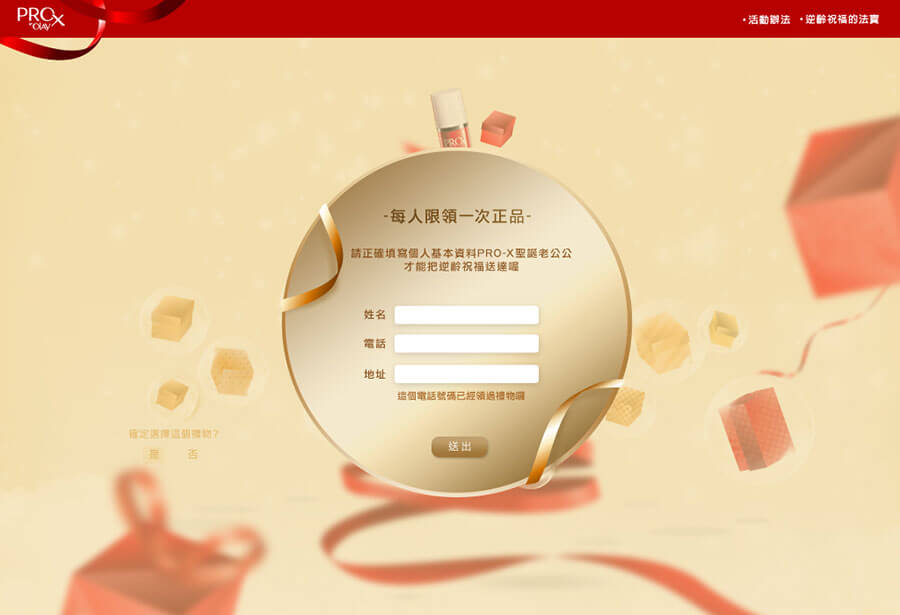 PROX
by OLAY
・活動辦法 ・逆齡祝福的法寶
PROX
-每人限領一次正品-
請正確填寫個人基本資料PRO-X聖誕老公公
才能把逆齡祝福送達喔
姓名
電話
地址
這個電話號碼已經領過禮物囉
送出
確定選擇這個禮物?
是 否